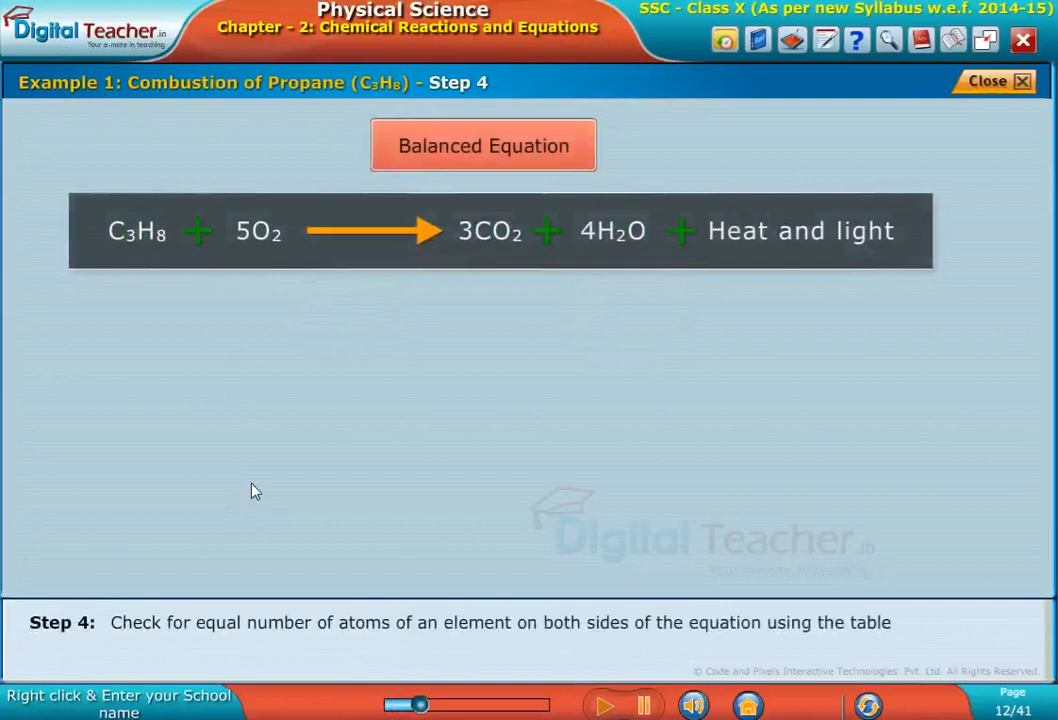 Physical Science
SSC - Class X (As per new Syllabus w.e.f. 2014-15)
Digital Teacher.in
Your e-mate in teaching
Chapter - 2: Chemical Reactions and Equations
Example 1: Combustion of Propane (C₃H₈) - Step 4
Close
Balanced Equation
C₃H₈ + 5O₂ → 3CO₂ + 4H₂O + Heat and light
Digital Teacher.in
Your e-mate in teaching
Step 4: Check for equal number of atoms of an element on both sides of the equation using the table
© Code and Pixels Interactive Technologies Pvt. Ltd. All Rights Reserved.
Right click & Enter your School
name
Page
12/41